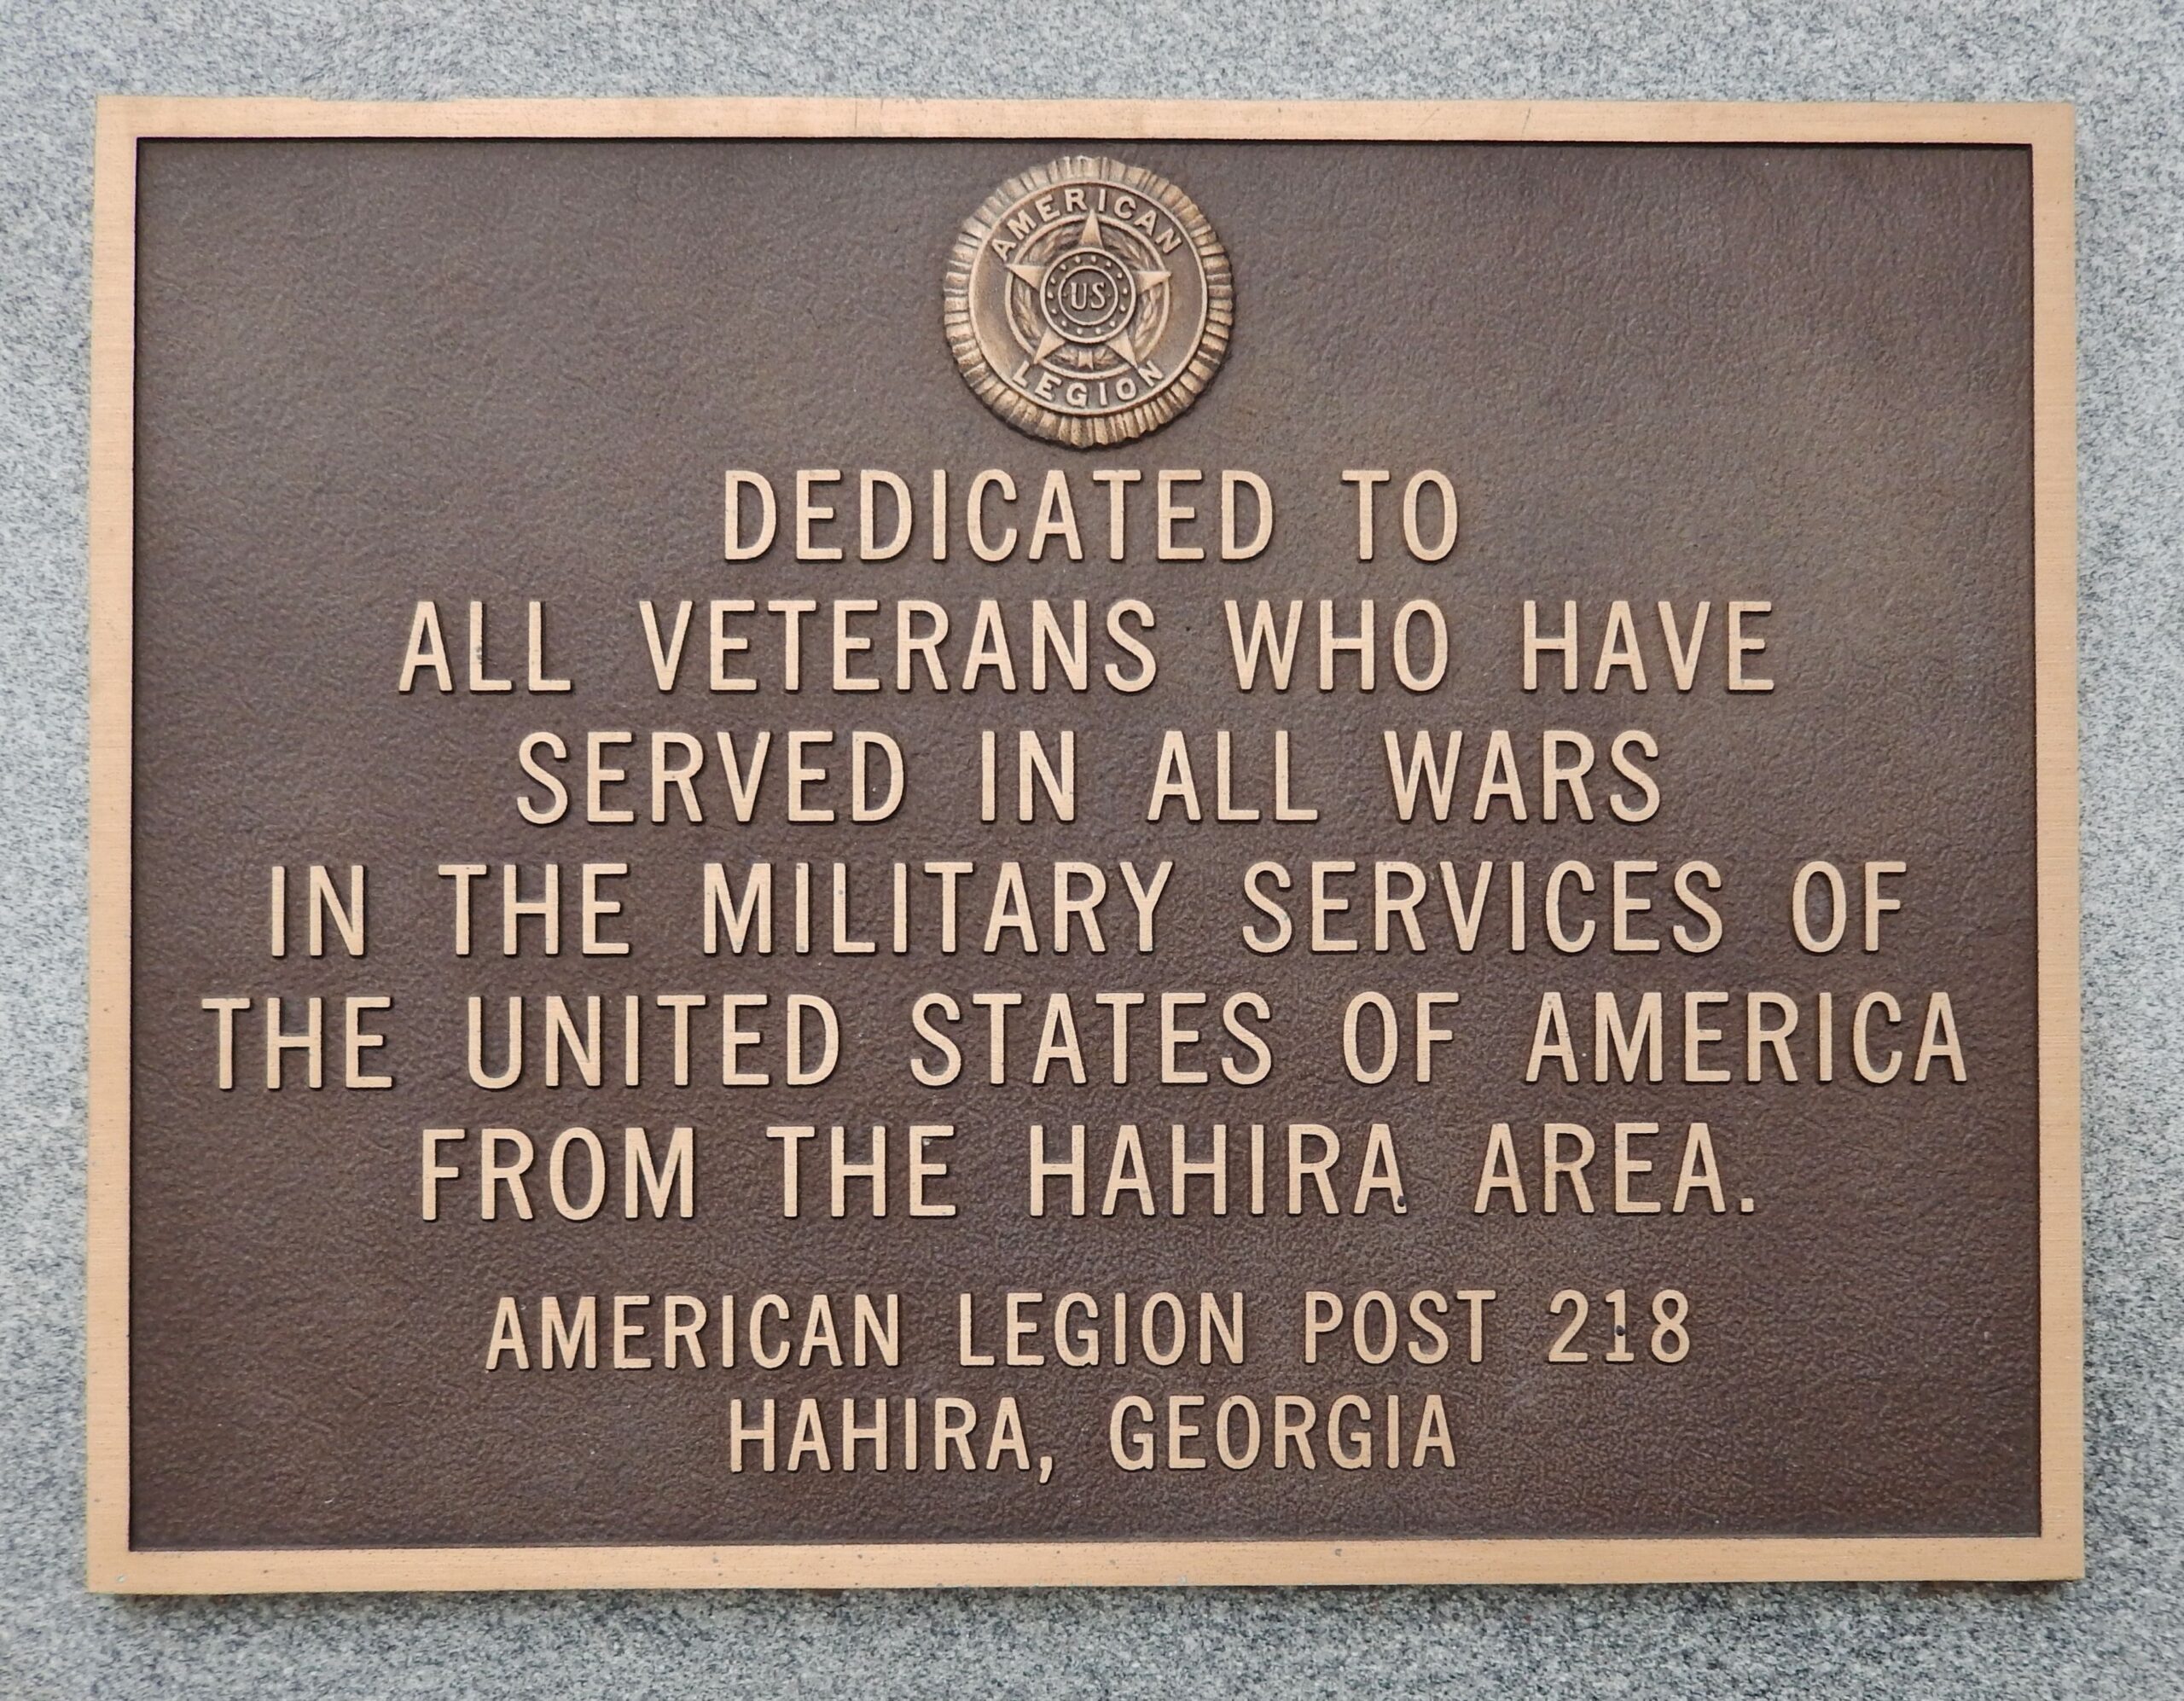 AMERICAN
US
LEGION
DEDICATED TO
ALL VETERANS WHO HAVE
SERVED IN ALL WARS
IN THE MILITARY SERVICES OF
THE UNITED STATES OF AMERICA
FROM THE HAHIRA AREA.
AMERICAN LEGION POST 218
HAHIRA, GEORGIA